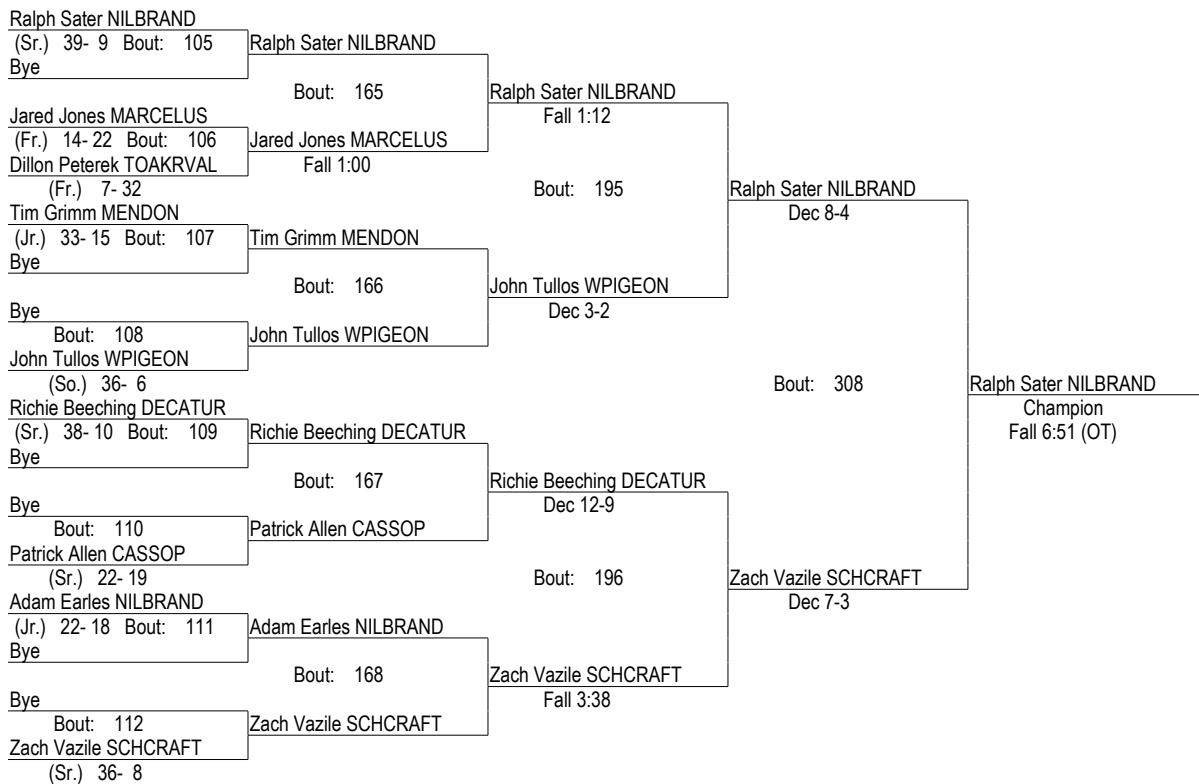 Ralph Sater NILBRAND
(Sr.) 39- 9 Bout: 105
Bye
Ralph Sater NILBRAND
Bout: 165
Jared Jones MARCELUS
(Fr.) 14- 22 Bout: 106
Dillon Peterek TOAKRVAL
(Fr.) 7- 32
Jared Jones MARCELUS
Fall 1:00
Ralph Sater NILBRAND
Fall 1:12
Bout: 195
Tim Grimm MENDON
(Jr.) 33- 15 Bout: 107
Bye
Tim Grimm MENDON
Bout: 166
Bye
Bout: 108
John Tullos WPIGEON
(So.) 36- 6
John Tullos WPIGEON
John Tullos WPIGEON
Dec 3-2
Ralph Sater NILBRAND
Dec 8-4
Bout: 308
Richie Beeching DECATUR
(Sr.) 38- 10 Bout: 109
Bye
Richie Beeching DECATUR
Bout: 167
Bye
Bout: 110
Patrick Allen CASSOP
(Sr.) 22- 19
Patrick Allen CASSOP
Richie Beeching DECATUR
Dec 12-9
Bout: 196
Adam Earles NILBRAND
(Jr.) 22- 18 Bout: 111
Bye
Adam Earles NILBRAND
Bout: 168
Bye
Bout: 112
Zach Vazile SCHCRAFT
(Sr.) 36- 8
Zach Vazile SCHCRAFT
Zach Vazile SCHCRAFT
Fall 3:38
Zach Vazile SCHCRAFT
Dec 7-3
Ralph Sater NILBRAND
Champion
Fall 6:51 (OT)